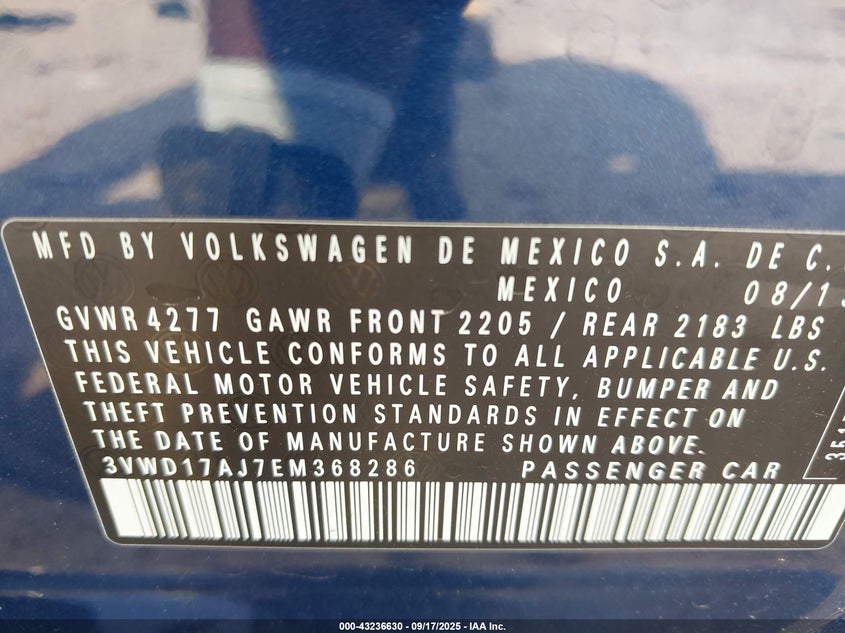 MFD BY VOLKSWAGEN DE MEXICO S.A. DE C.
MEXICO 08/13
GVWR 4277 GAWR FRONT 2205 / REAR 2183 LBS
THIS VEHICLE CONFORMS TO ALL APPLICABLE U.S.
FEDERAL MOTOR VEHICLE SAFETY, BUMPER AND
THEFT PREVENTION STANDARDS IN EFFECT ON
THE DATE OF MANUFACTURE SHOWN ABOVE.
3VWD17AJ7EM368286 PASSENGER CAR
000-43236630 - 09/17/2025 - IAA Inc.